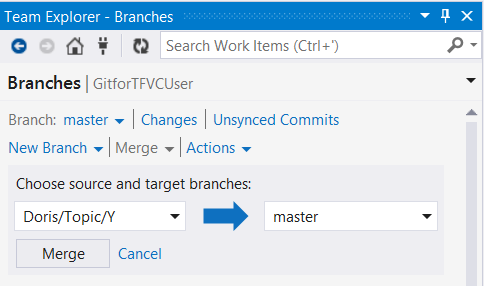 Team Explorer - Branches
Search Work Items (Ctrl+')
Branches | GitforTFVCUser
Branch: master | Changes | Unsynced Commits
New Branch | Merge | Actions
Choose source and target branches:
Doris/Topic/Y master
Merge Cancel